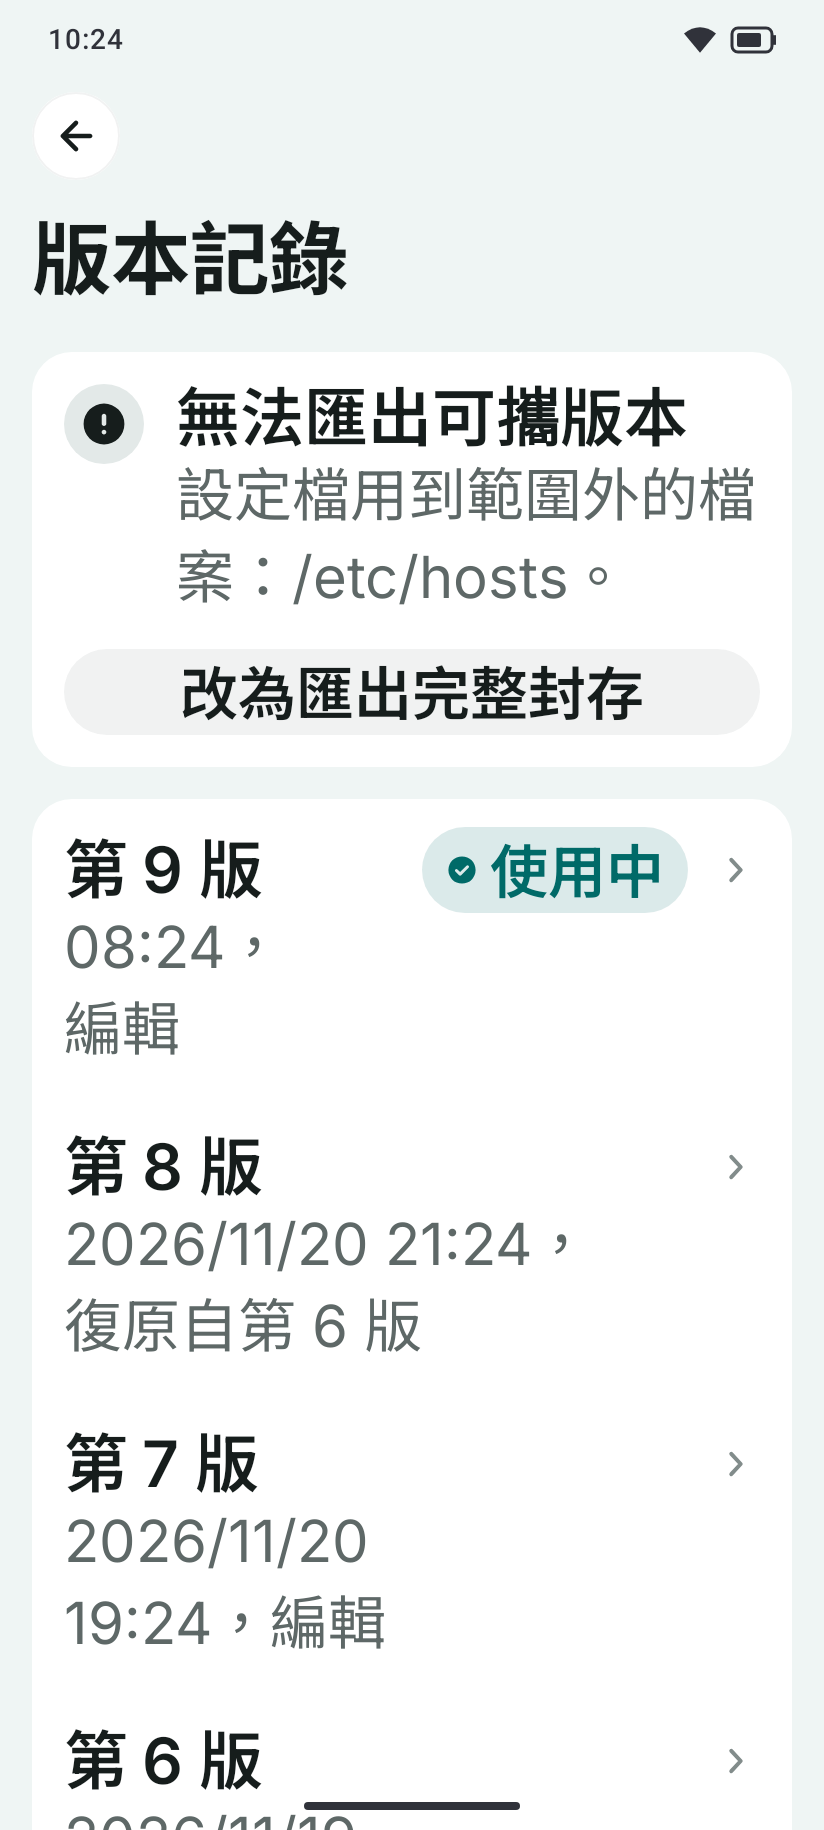 10:24
版本記錄
無法匯出可攜版本
設定檔用到範圍外的檔
案：/etc/hosts。
改為匯出完整封存
第 9 版
使用中
08:24，
編輯
第 8 版
2026/11/20 21:24，
復原自第 6 版
第 7 版
2026/11/20
19:24，編輯
第 6 版
2026/11/19